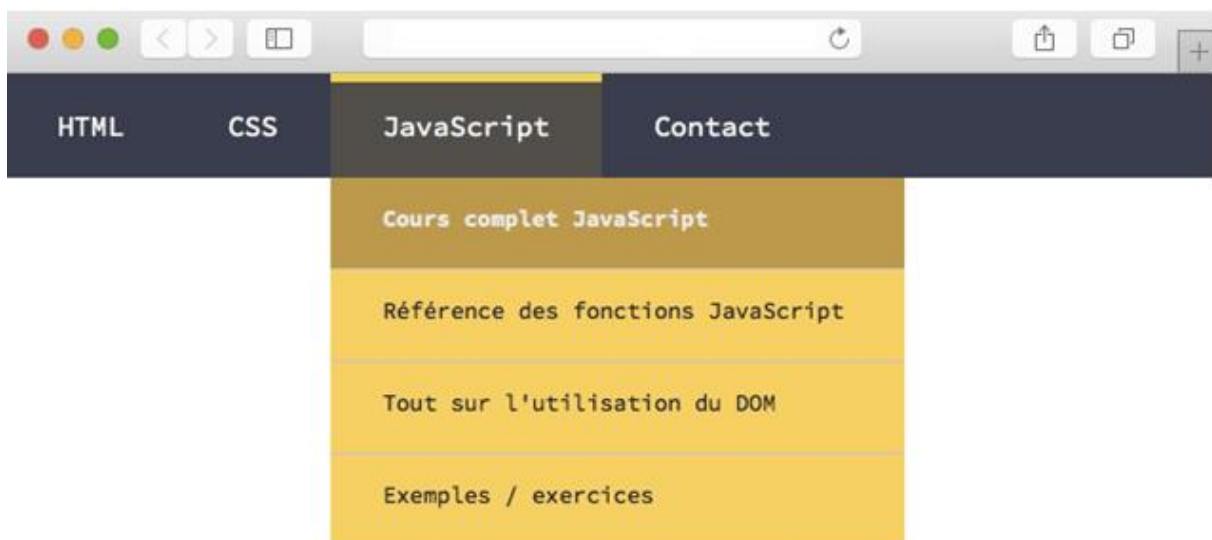 HTML CSS JavaScript Contact
Cours complet JavaScript
Référence des fonctions JavaScript
Tout sur l'utilisation du DOM
Exemples / exercices